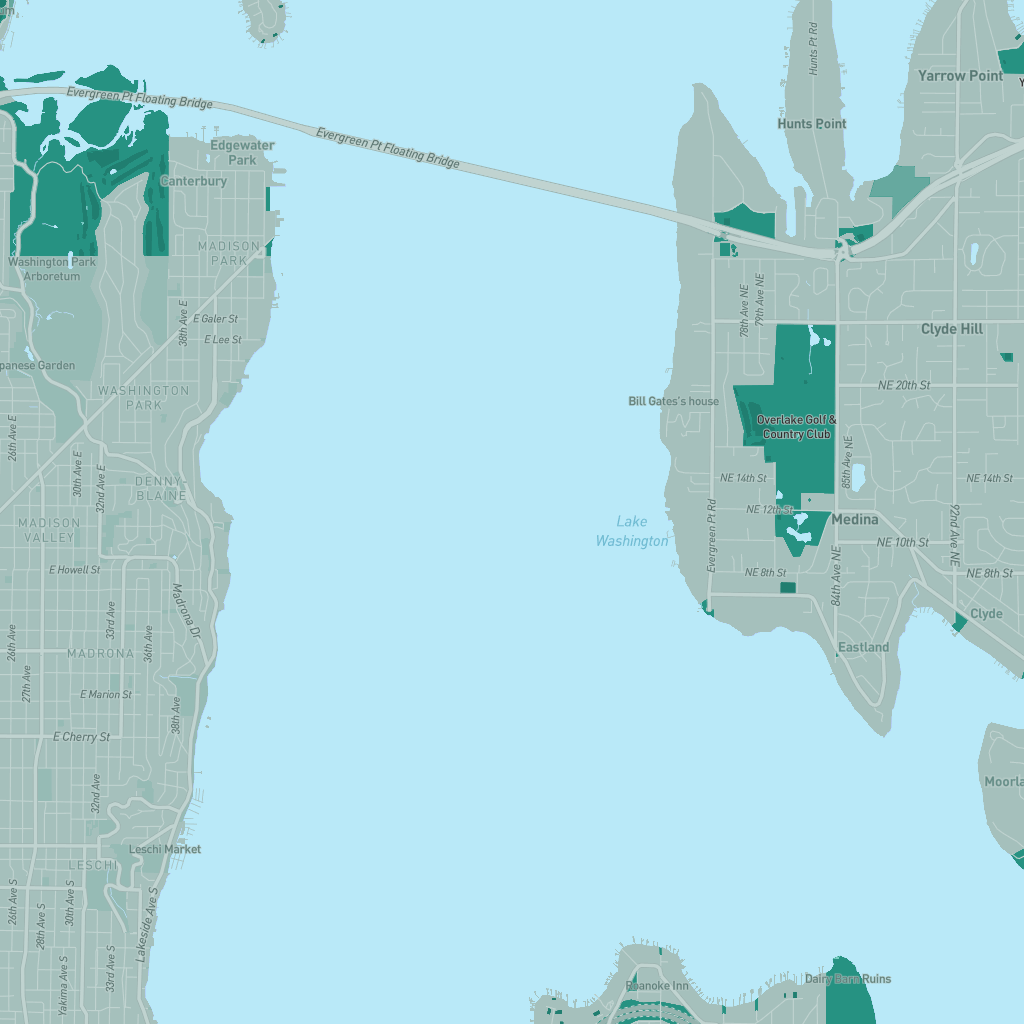 Hunts Pt Rd
Yarrow Point
Evergreen Pt Floating Bridge
Evergreen Pt Floating Bridge
Hunts Point
Edgewater
Park
Canterbury
MADISON
PARK
Washington Park
Arboretum
38th Ave E
E Galer St
E Lee St
78th Ave NE
79th Ave NE
Clyde Hill
panese Garden
WASHINGTON
PARK
NE 20th St
Bill Gates's house
Overlake Golf &
Country Club
26th Ave E
30th Ave E
32nd Ave E
DENNY-
BLAINE
85th Ave NE
NE 14th St
NE 14th St
MADISON
VALLEY
Lake
Washington
Evergreen Pt Rd
NE 12th St
Medina
92nd Ave NE
NE 10th St
E Howell St
NE 8th St
NE 8th St
84th Ave NE
Madrona Dr
33rd Ave
36th Ave
26th Ave
Clyde
MADRONA
Eastland
27th Ave
E Marion St
38th Ave
E Cherry St
32nd Ave
Moorla
Leschi Market
LESCHI
26th Ave S
28th Ave S
30th Ave S
Lakeside Ave S
33rd Ave S
Yakima Ave S
Roanoke Inn
Dairy Barn Ruins